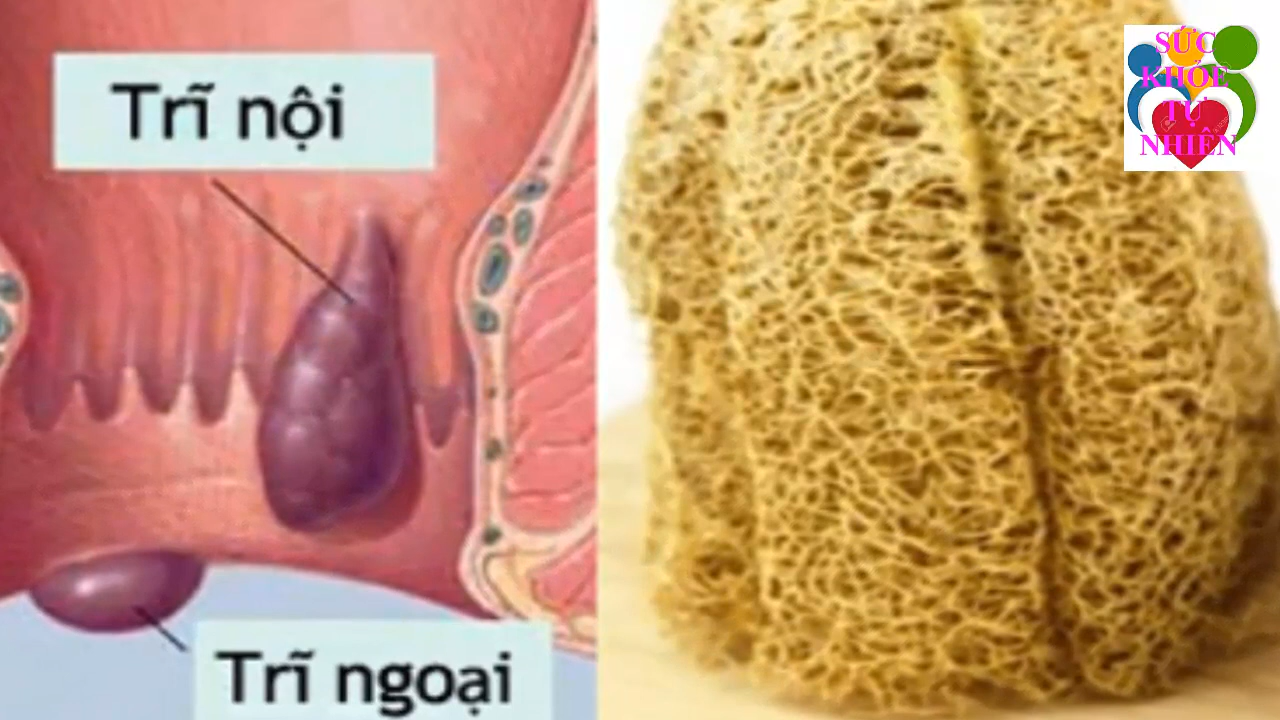 Trĩ nội
Trĩ ngoại
SỨC
KHỎE
TỰ
NHIÊN